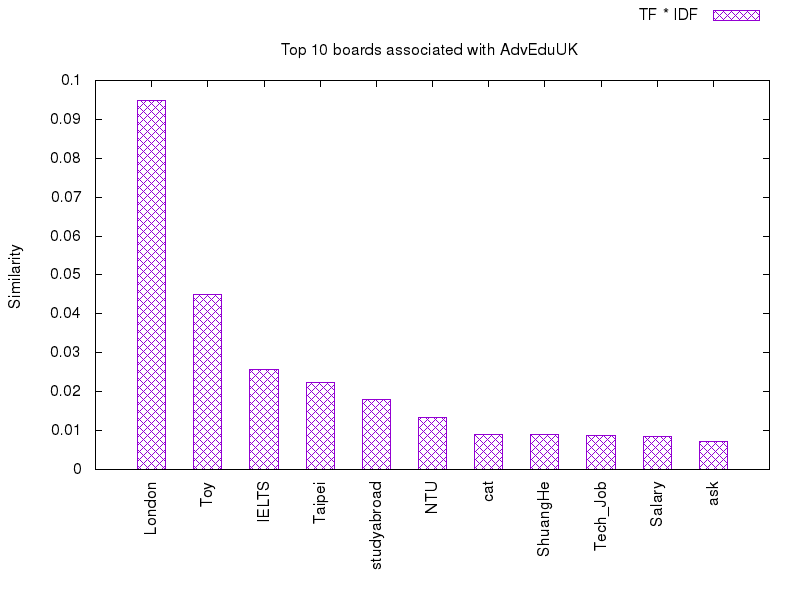 TF * IDF
Top 10 boards associated with AdvEduUK
0.1
0.09
0.08
0.07
0.06
0.05
0.04
0.03
0.02
0.01
0
Similarity
London
Toy
IELTS
Taipei
studyabroad
NTU
cat
ShuangHe
Tech_Job
Salary
ask